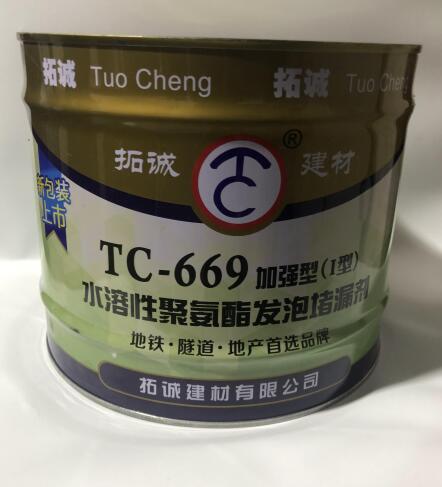 拓诚 Tuo Cheng 拓诚 Tuo Cheng
拓诚 TC ® 建材
新包装
上市
TC-669 加强型(I型)
水溶性聚氨酯发泡堵漏剂
地铁·隧道·地产首选品牌
拓诚建材有限公司